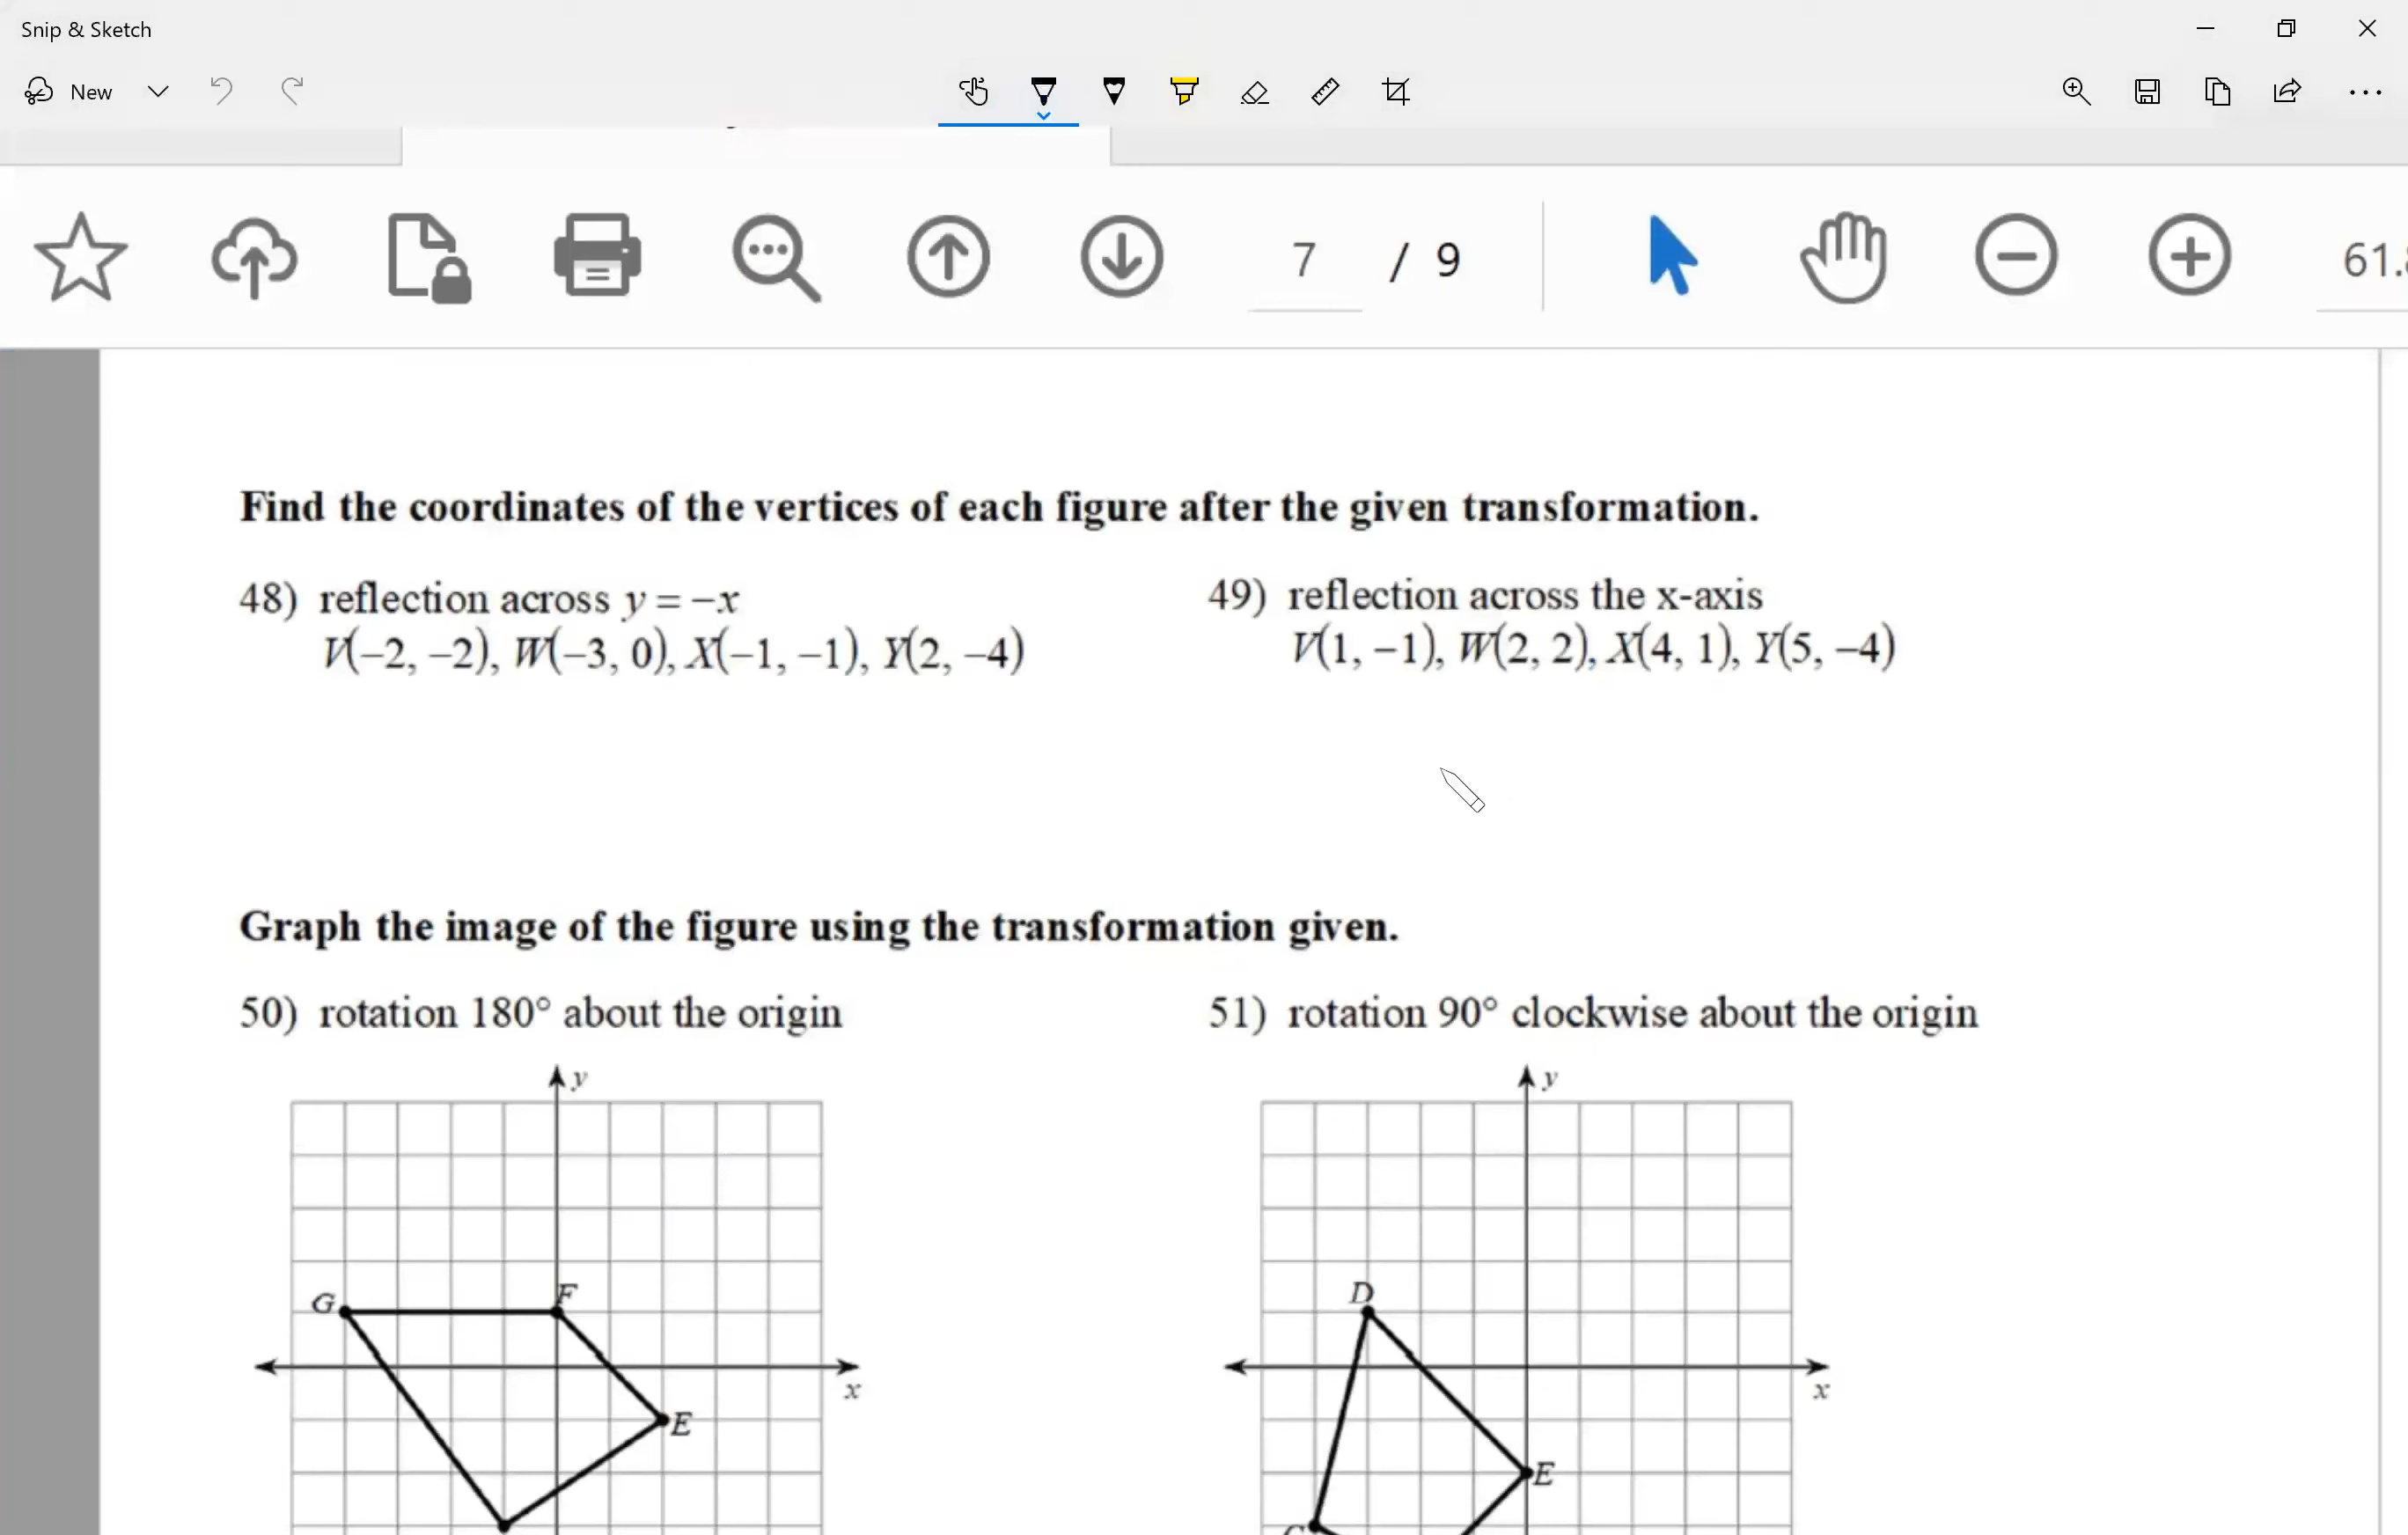 Snip & Sketch
New
7 / 9
Find the coordinates of the vertices of each figure after the given transformation.
48) reflection across y = −x
V(−2, −2), W(−3, 0), X(−1, −1), Y(2, −4)
49) reflection across the x-axis
V(1, −1), W(2, 2), X(4, 1), Y(5, −4)
Graph the image of the figure using the transformation given.
50) rotation 180° about the origin
y
G
F
x
E
51) rotation 90° clockwise about the origin
y
D
x
E